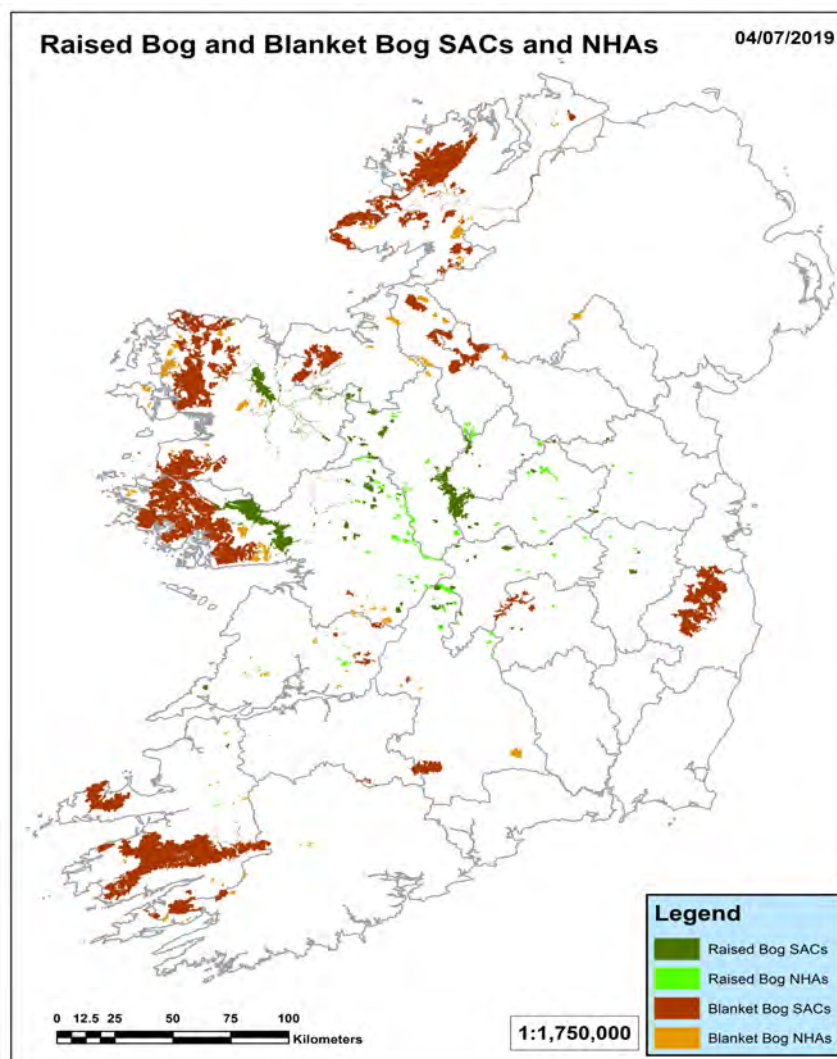 Raised Bog and Blanket Bog SACs and NHAs
04/07/2019
Legend
Raised Bog SACs
Raised Bog NHAs
Blanket Bog SACs
Blanket Bog NHAs
0 12.5 25 50 75 100
Kilometers
1:1,750,000